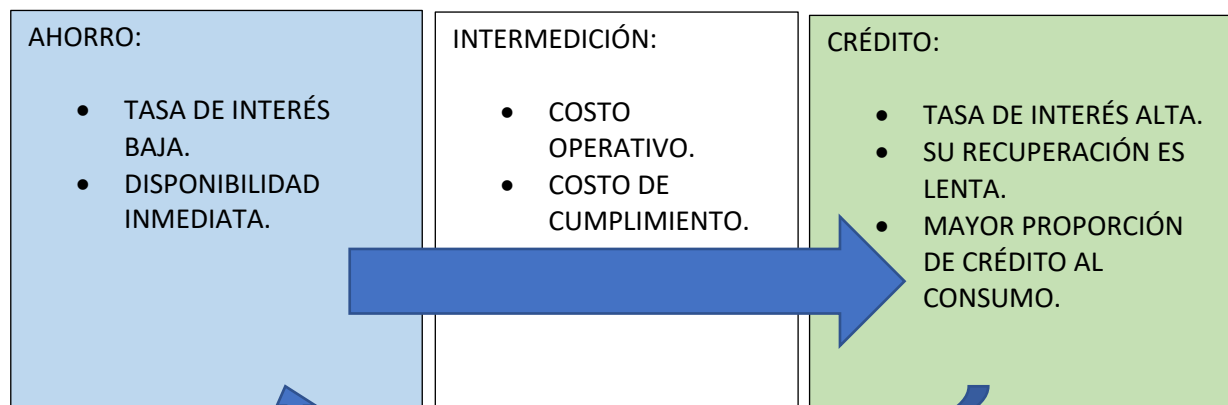 AHORRO:
• TASA DE INTERÉS
BAJA.
• DISPONIBILIDAD
INMEDIATA.
INTERMEDICIÓN:
• COSTO
OPERATIVO.
• COSTO DE
CUMPLIMIENTO.
CRÉDITO:
• TASA DE INTERÉS ALTA.
• SU RECUPERACIÓN ES
LENTA.
• MAYOR PROPORCIÓN
DE CRÉDITO AL
CONSUMO.